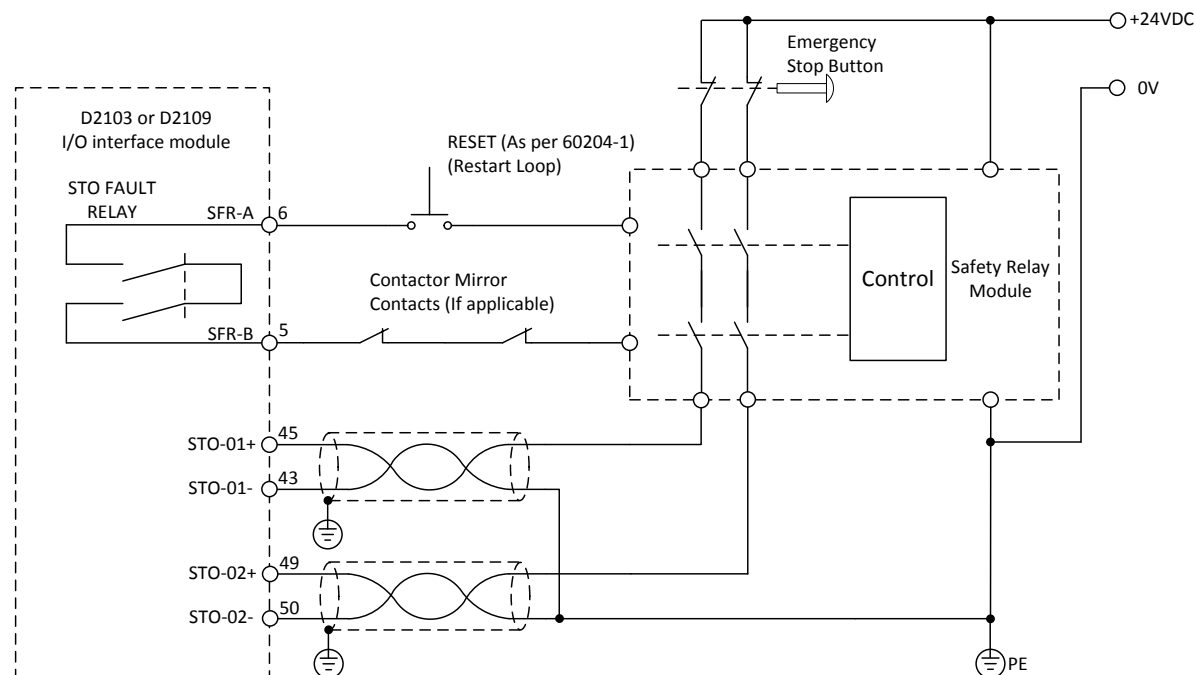 +24VDC
Emergency
Stop Button
0V
D2103 or D2109
I/O interface module
RESET (As per 60204-1)
(Restart Loop)
STO FAULT
RELAY
SFR-A
6
Contactor Mirror
Contacts (If applicable)
Control
Safety Relay
Module
SFR-B
5
STO-01+
45
STO-01-
43
STO-02+
49
STO-02-
50
PE